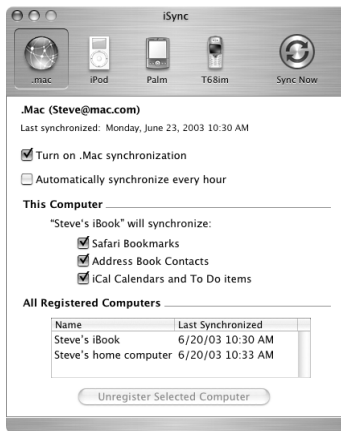 iSync
.mac
iPod
Palm
T68im
Sync Now
.Mac (Steve@mac.com)
Last synchronized: Monday, June 23, 2003 10:30 AM
Turn on .Mac synchronization
Automatically synchronize every hour
This Computer
"Steve's iBook" will synchronize:
Safari Bookmarks
Address Book Contacts
iCal Calendars and To Do items
All Registered Computers
Name Last Synchronized
Steve's iBook 6/20/03 10:30 AM
Steve's home computer 6/20/03 10:33 AM
Unregister Selected Computer